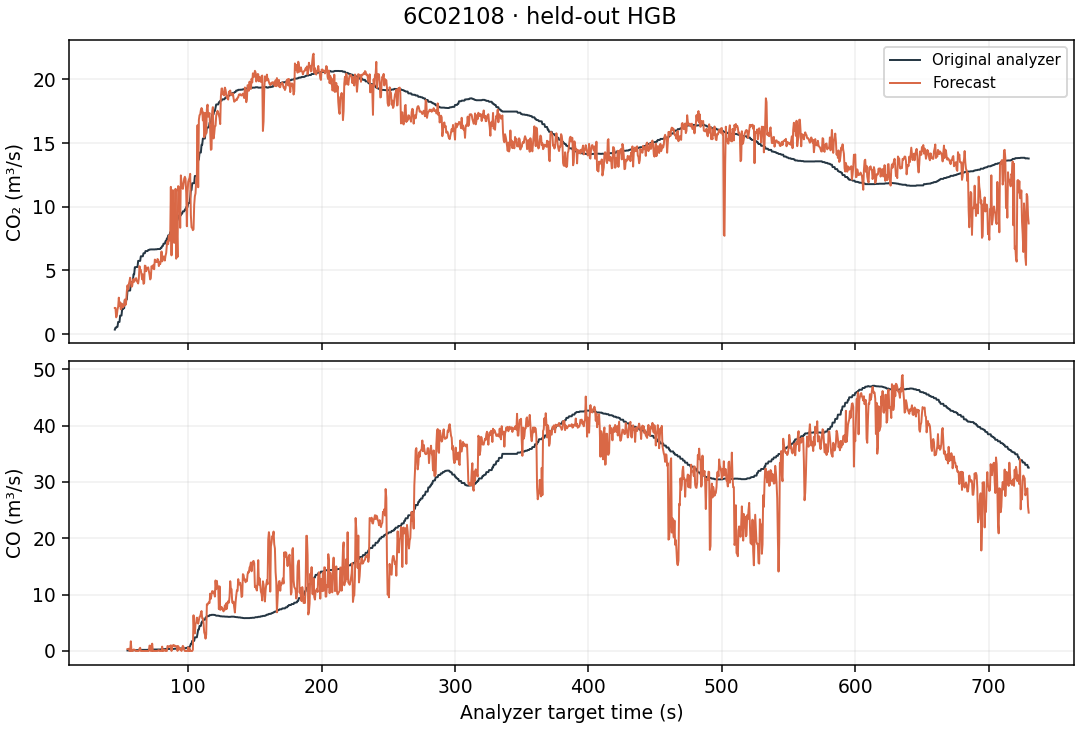 6C02108 · held-out HGB
CO₂ (m³/s)
20
15
10
5
0
Original analyzer
Forecast
CO (m³/s)
50
40
30
20
10
0
100 200 300 400 500 600 700
Analyzer target time (s)